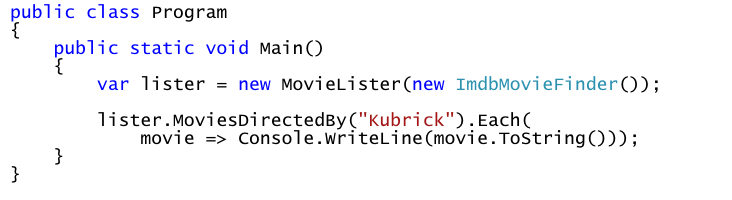 public class Program
{
    public static void Main()
    {
        var lister = new MovieLister(new ImdbMovieFinder());

        lister.MoviesDirectedBy("Kubrick").Each(
            movie => Console.WriteLine(movie.ToString()));
    }
}